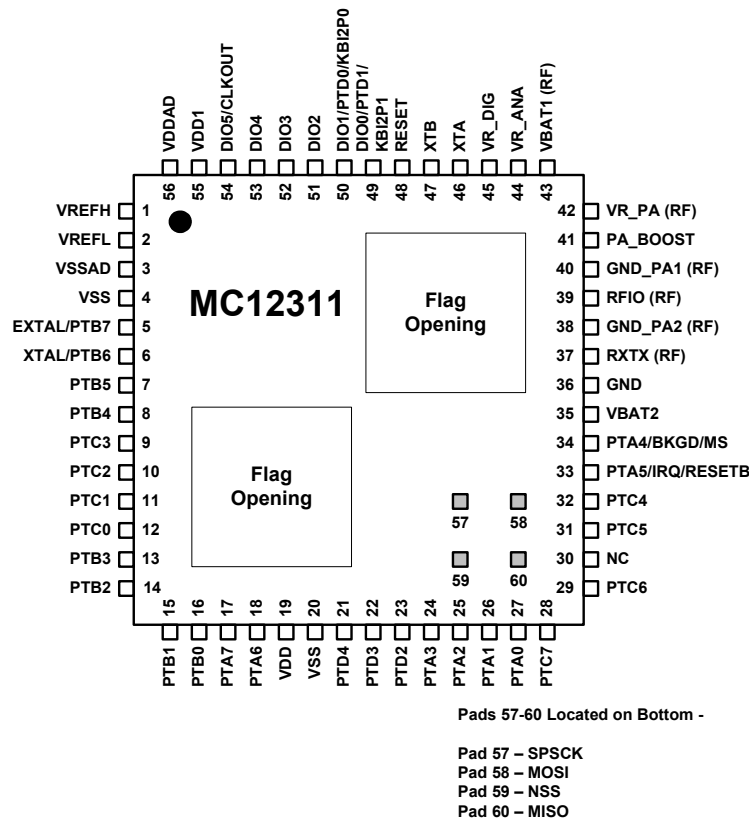 VDDAD
VDD1
DIO5/CLKOUT
DIO4
DIO3
DIO2
DIO1/PTD0/KBI2P0
DIO0/PTD1/
KBI2P1
RESET
XTB
XTA
VR_DIG
VR_ANA
VBAT1 (RF)
56
55
54
53
52
51
50
49
48
47
46
45
44
43
VREFH 1
VREFL 2
VSSAD 3
VSS 4
EXTAL/PTB7 5
XTAL/PTB6 6
PTB5 7
PTB4 8
PTC3 9
PTC2 10
PTC1 11
PTC0 12
PTB3 13
PTB2 14
MC12311
Flag
Opening
Flag
Opening
57
58
59
60
42 VR_PA (RF)
41 PA_BOOST
40 GND_PA1 (RF)
39 RFIO (RF)
38 GND_PA2 (RF)
37 RXTX (RF)
36 GND
35 VBAT2
34 PTA4/BKGD/MS
33 PTA5/IRQ/RESETB
32 PTC4
31 PTC5
30 NC
29 PTC6
15
16
17
18
19
20
21
22
23
24
25
26
27
28
PTB1
PTB0
PTA7
PTA6
VDD
VSS
PTD4
PTD3
PTD2
PTA3
PTA2
PTA1
PTA0
PTC7
Pads 57-60 Located on Bottom -
Pad 57 – SPSCK
Pad 58 – MOSI
Pad 59 – NSS
Pad 60 – MISO